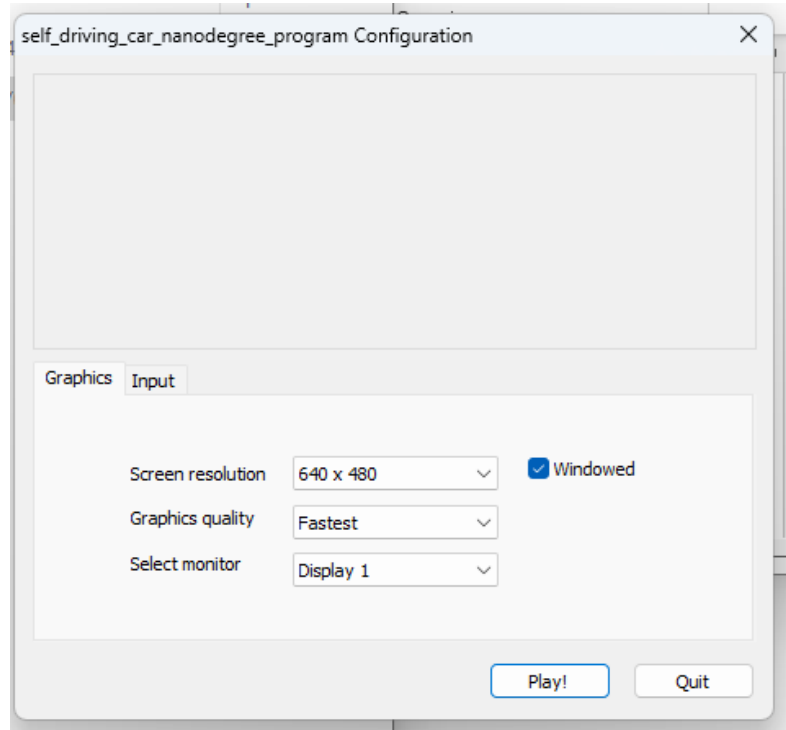 self_driving_car_nanodegree_program Configuration
Graphics
Input
Screen resolution
640 x 480
Windowed
Graphics quality
Fastest
Select monitor
Display 1
Play!
Quit